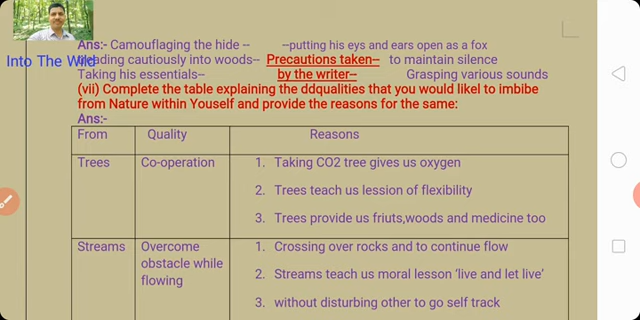 Ans:- Camouflaging the hide -- --putting his eyes and ears open as a fox
Into The Wild
eading cautiously into woods-- Precautions taken-- to maintain silence
Taking his essentials-- by the writer-- Grasping various sounds
(vii) Complete the table explaining the ddqualities that you would likel to imbibe
from Nature within Youself and provide the reasons for the same:
Ans:-
From Quality Reasons
Trees Co-operation 1. Taking CO2 tree gives us oxygen
2. Trees teach us lession of flexibility
3. Trees provide us friuts,woods and medicine too
Streams Overcome 1. Crossing over rocks and to continue flow
obstacle while 2. Streams teach us moral lesson ‘live and let live’
flowing
3. without disturbing other to go self track